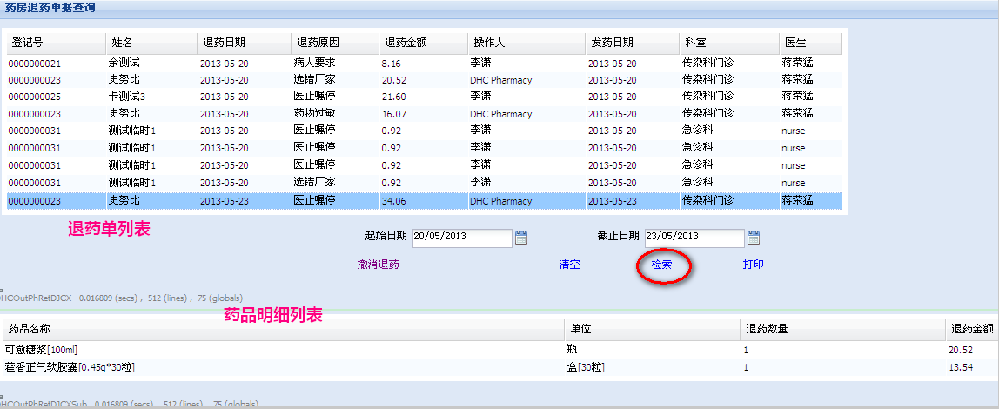 药房退药单据查询
登记号 姓名 退药日期 退药原因 退药金额 操作人 发药日期 科室 医生
0000000021 余测试 2013-05-20 病人要求 8.16 李潇 2013-05-20 传染科门诊 蒋荣猛
0000000023 史努比 2013-05-20 选错厂家 20.52 DHC Pharmacy 2013-05-20 传染科门诊 蒋荣猛
0000000025 卡测试3 2013-05-20 医止嘱停 21.60 李潇 2013-05-20 传染科门诊 蒋荣猛
0000000023 史努比 2013-05-20 药物过敏 16.07 DHC Pharmacy 2013-05-20 传染科门诊 蒋荣猛
0000000031 测试临时1 2013-05-20 医止嘱停 0.92 李潇 2013-05-20 急诊科 nurse
0000000031 测试临时1 2013-05-20 医止嘱停 0.92 李潇 2013-05-20 急诊科 nurse
0000000031 测试临时1 2013-05-20 医止嘱停 0.92 李潇 2013-05-20 急诊科 nurse
0000000031 测试临时1 2013-05-20 选错厂家 0.92 李潇 2013-05-20 急诊科 nurse
0000000023 史努比 2013-05-23 医止嘱停 34.06 DHC Pharmacy 2013-05-23 传染科门诊 蒋荣猛
退药单列表
起始日期 20/05/2013 截止日期 23/05/2013
撤消退药 清空 检索 打印
HCOutPhRetDJCX 0.016809 (secs) , 512 (lines) , 75 (globals)
药品明细列表
药品名称 单位 退药数量 退药金额
可愈糖浆[100ml] 瓶 1 20.52
藿香正气软胶囊[0.45g*30粒] 盒[30粒] 1 13.54
HCOutPhRetDJCXSub 0.016809 (secs) , 512 (lines) , 75 (globals)